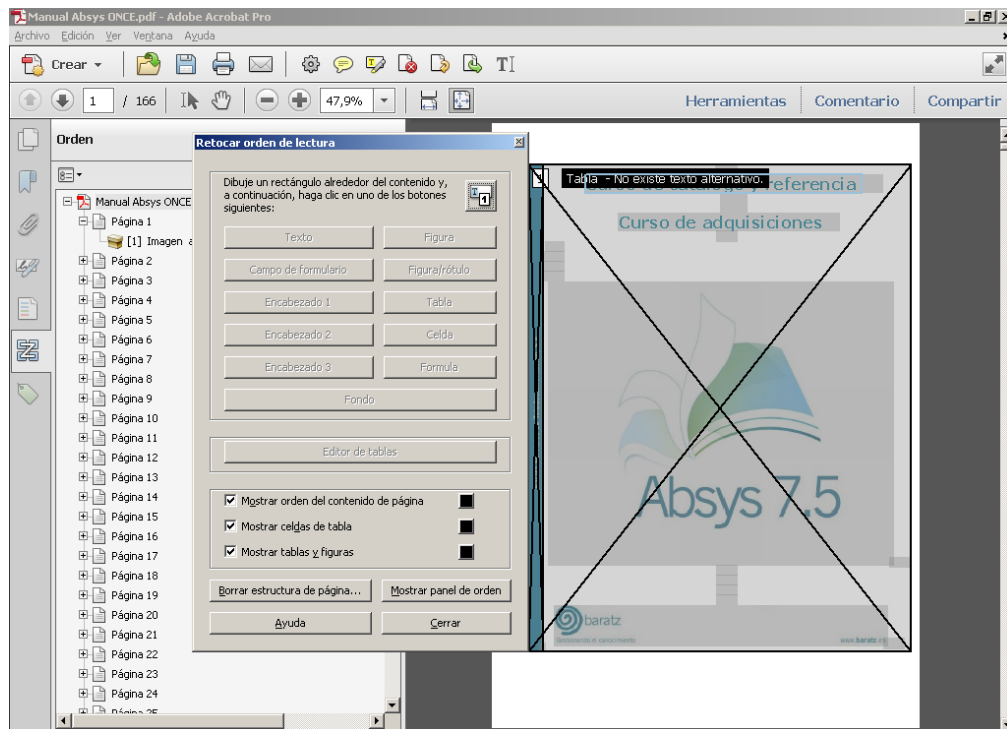 Manual Absys ONCE.pdf - Adobe Acrobat Pro
Archivo Edición Ver Ventana Ayuda
Crear
1 / 166 47,9% Herramientas Comentario Compartir
Orden
Manual Absys ONCE
Página 1
[1] Imagen a
Página 2
Página 3
Página 4
Página 5
Página 6
Página 7
Página 8
Página 9
Página 10
Página 11
Página 12
Página 13
Página 14
Página 15
Página 16
Página 17
Página 18
Página 19
Página 20
Página 21
Página 22
Página 23
Página 24
Página 25
Retocar orden de lectura
Dibuje un rectángulo alrededor del contenido y,
a continuación, haga clic en uno de los botones
siguientes:
Texto Figura
Campo de formulario Figura/rótulo
Encabezado 1 Tabla
Encabezado 2 Celda
Encabezado 3 Formula
Fondo
Editor de tablas
Mostrar orden del contenido de página
Mostrar celdas de tabla
Mostrar tablas y figuras
Borrar estructura de página... Mostrar panel de orden
Ayuda Cerrar
1 Tabla - No existe texto alternativo.
Curso de catálogo y referencia
Curso de adquisiciones
Absys 7.5
baratz
www.baratz.es